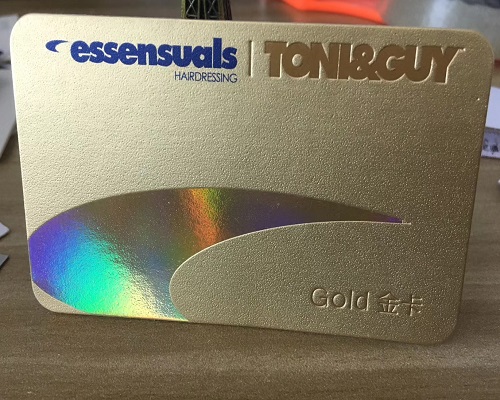 essensuals | TONI&GUY
HAIRDRESSING
Gold 金卡